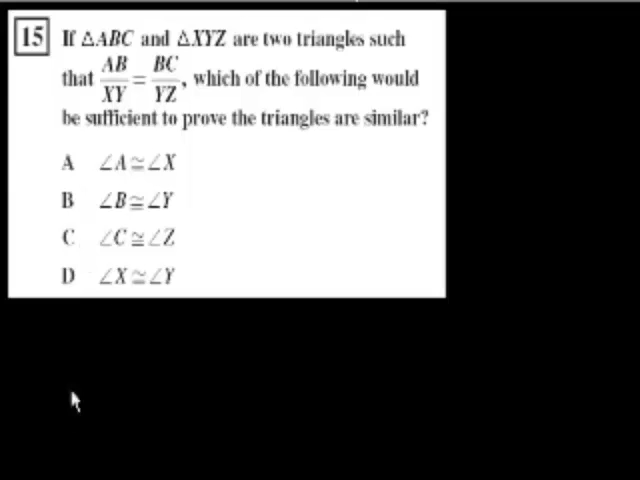 15 If △ABC and △XYZ are two triangles such
that AB/XY = BC/YZ, which of the following would
be sufficient to prove the triangles are similar?
A ∠A ≅ ∠X
B ∠B ≅ ∠Y
C ∠C ≅ ∠Z
D ∠X ≅ ∠Y